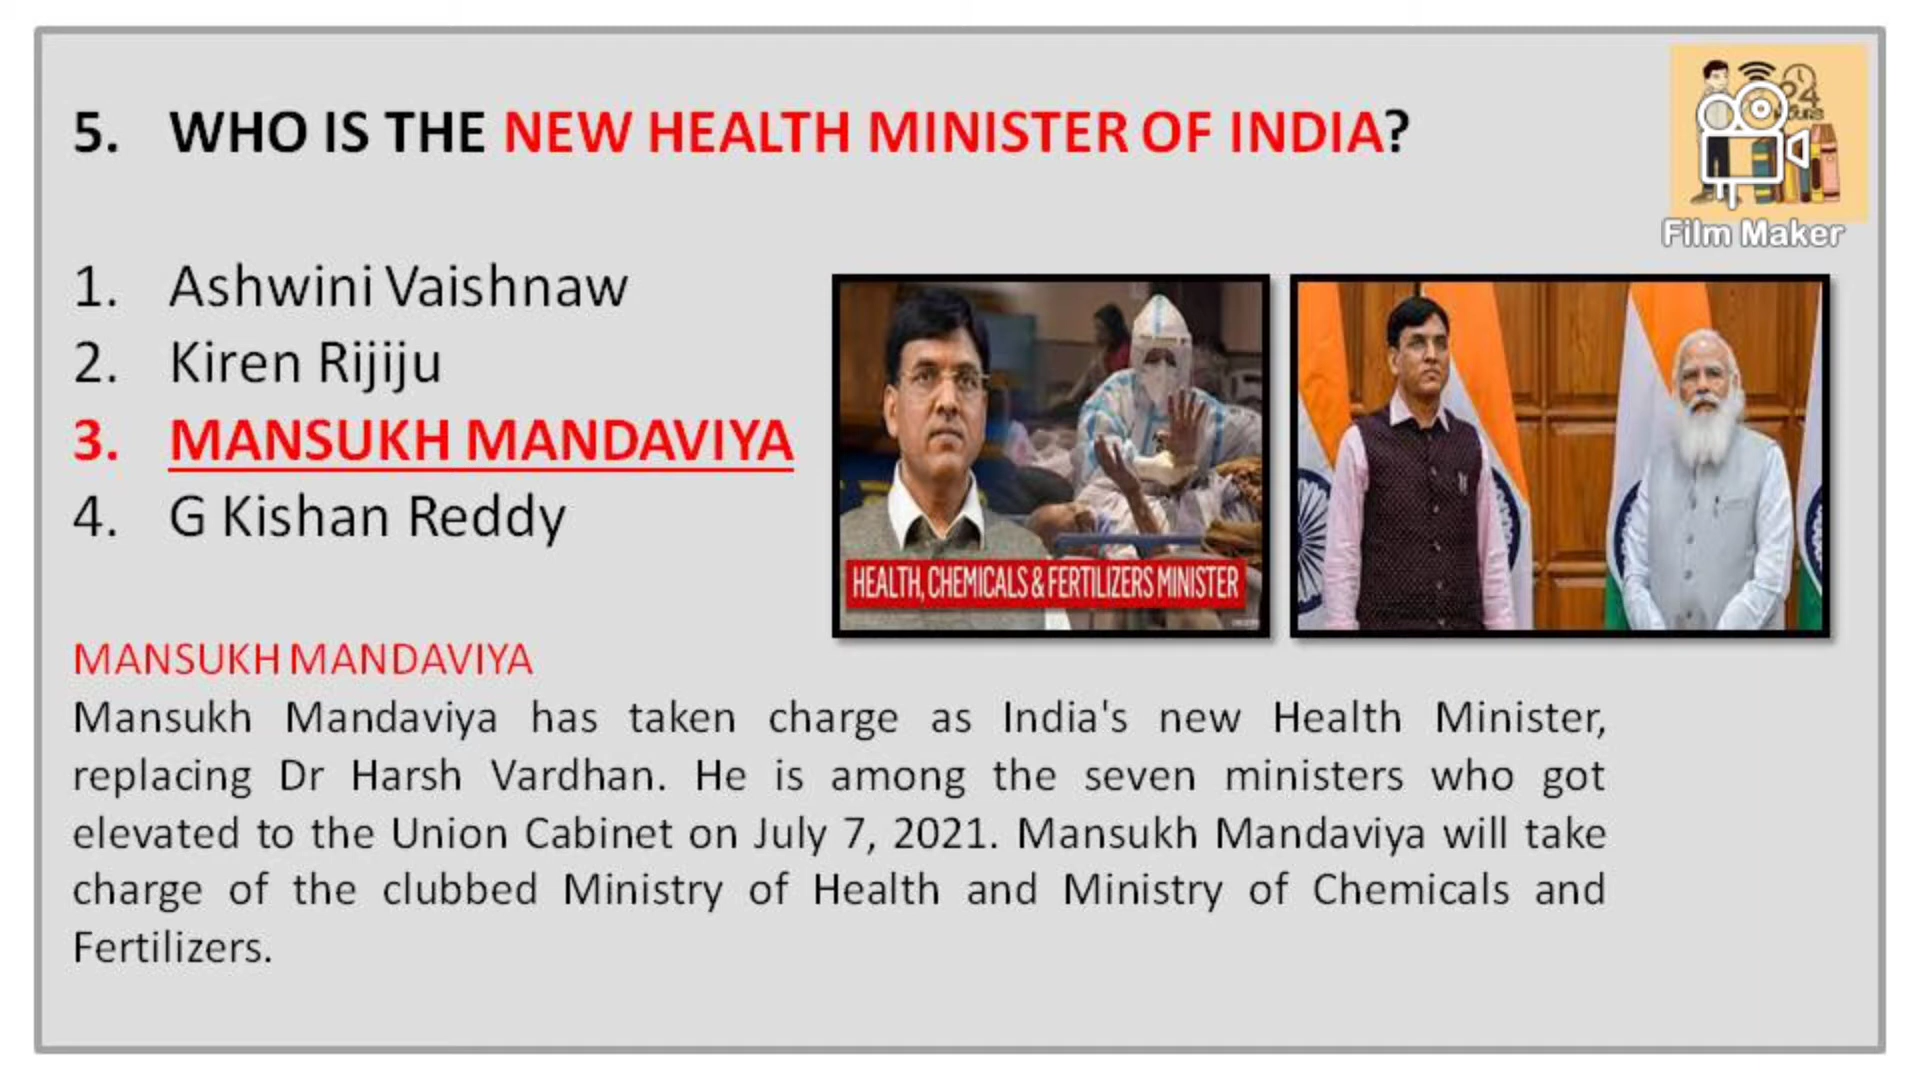 5. WHO IS THE NEW HEALTH MINISTER OF INDIA?
24
HOURS
Film Maker
1. Ashwini Vaishnaw
2. Kiren Rijiju
3. MANSUKH MANDAVIYA
4. G Kishan Reddy
HEALTH, CHEMICALS & FERTILIZERS MINISTER
MANSUKH MANDAVIYA
Mansukh Mandaviya has taken charge as India's new Health Minister,
replacing Dr Harsh Vardhan. He is among the seven ministers who got
elevated to the Union Cabinet on July 7, 2021. Mansukh Mandaviya will take
charge of the clubbed Ministry of Health and Ministry of Chemicals and
Fertilizers.